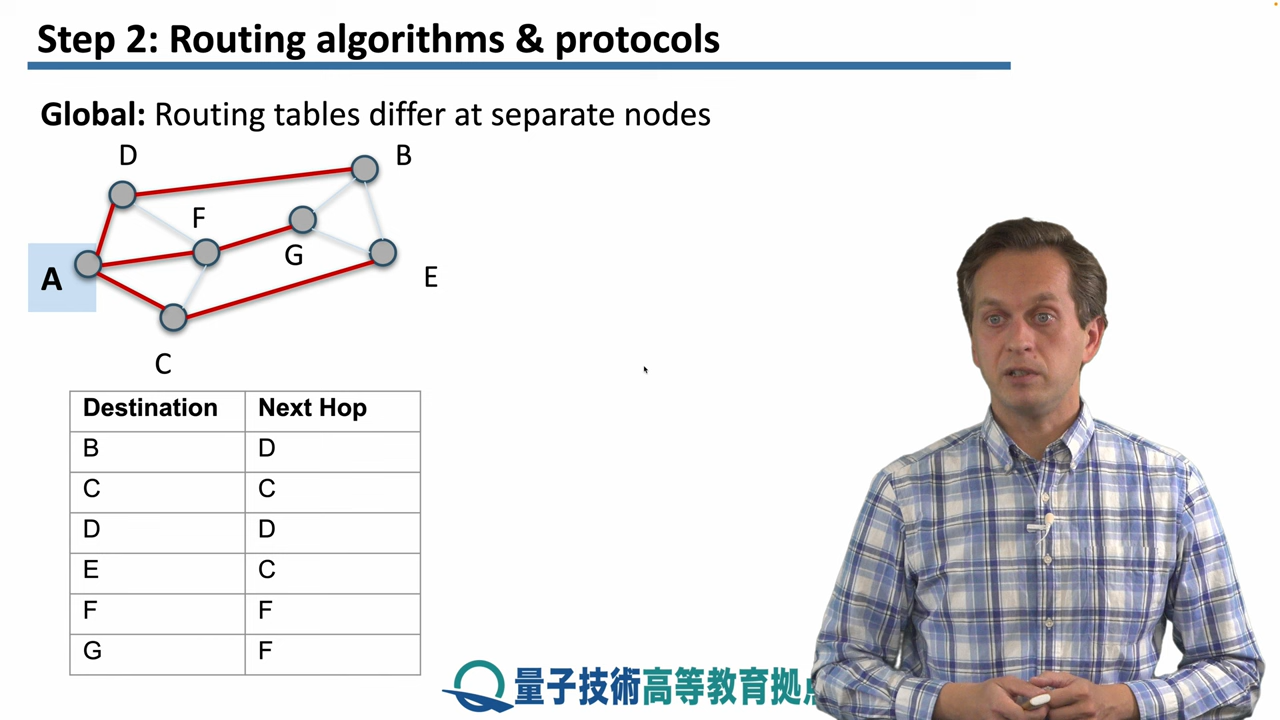 Step 2: Routing algorithms & protocols
Global: Routing tables differ at separate nodes
D
B
F
G
A
E
C
Destination Next Hop
B D
C C
D D
E C
F F
G F
量子技術高等教育拠